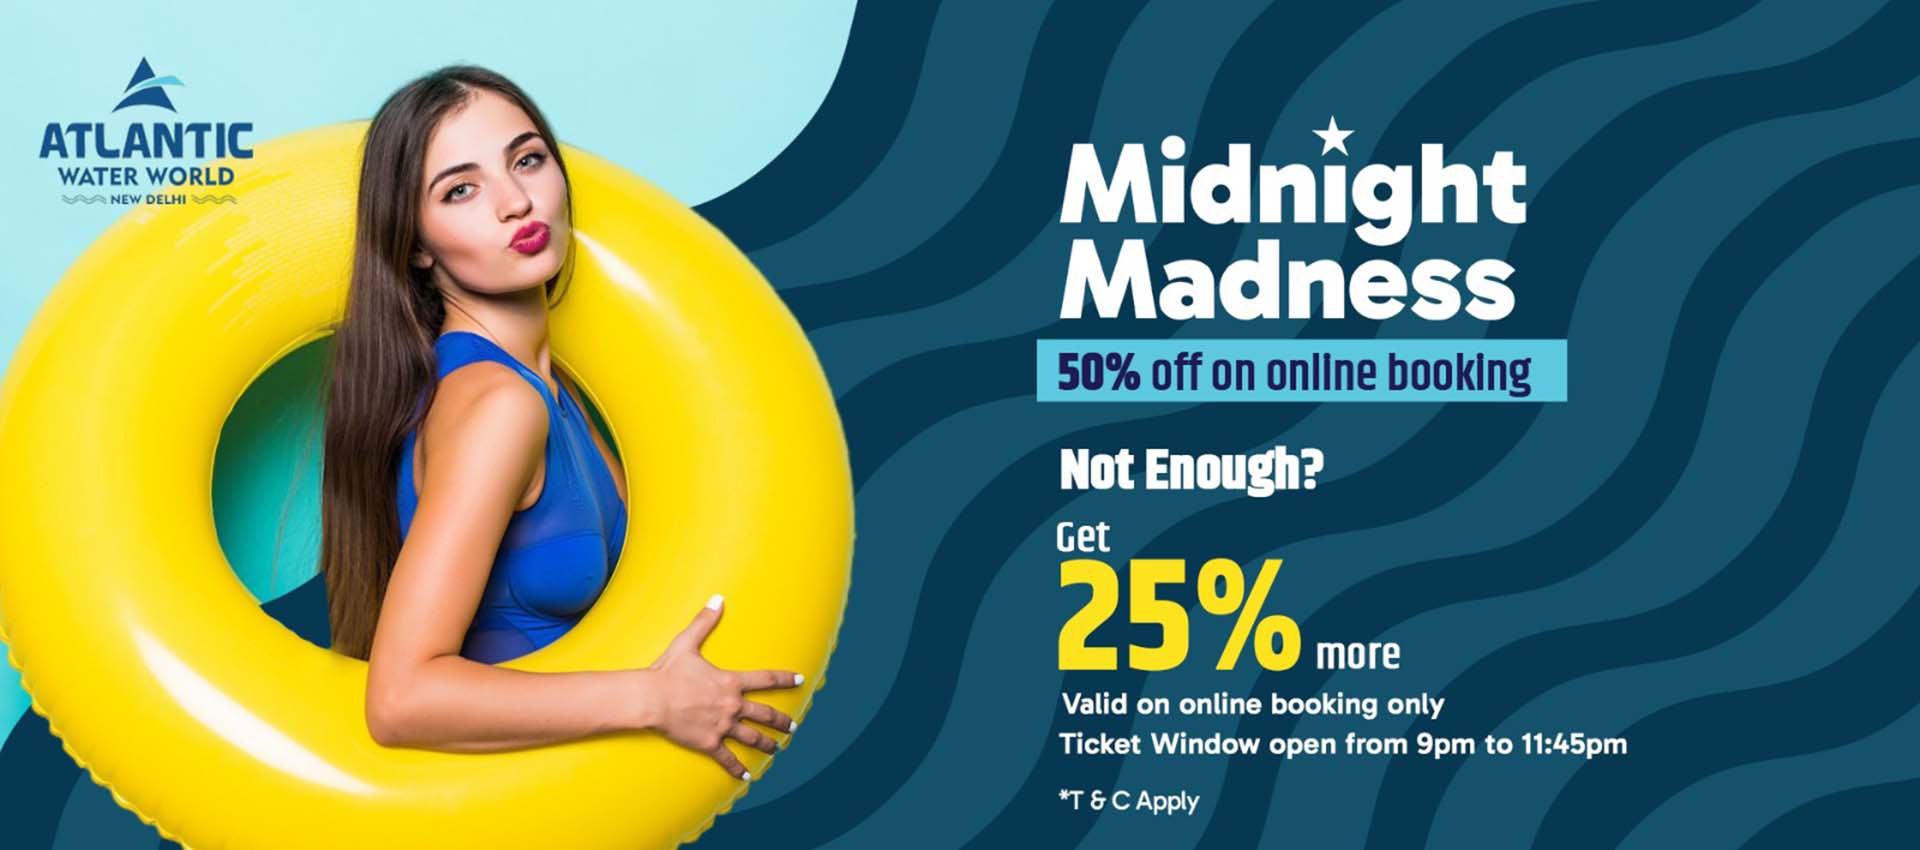 ATLANTIC
WATER WORLD
NEW DELHI
Midnight
Madness
50% off on online booking
Not Enough?
Get
25% more
Valid on online booking only
Ticket Window open from 9pm to 11:45pm
*T & C Apply